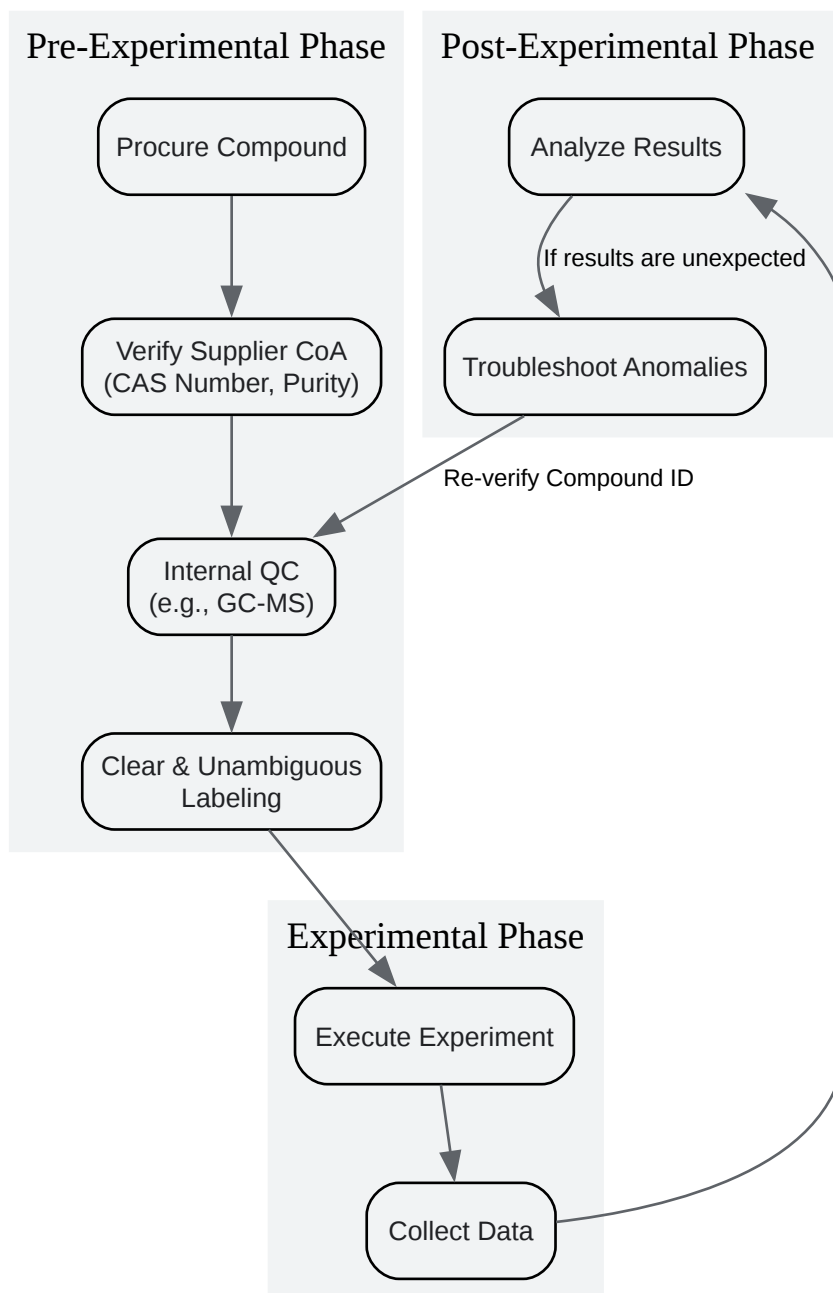 Pre-Experimental Phase
Procure Compound
Verify Supplier CoA
(CAS Number, Purity)
Internal QC
(e.g., GC-MS)
Clear & Unambiguous
Labeling
Post-Experimental Phase
Analyze Results
If results are unexpected
Troubleshoot Anomalies
Re-verify Compound ID
Experimental Phase
Execute Experiment
Collect Data